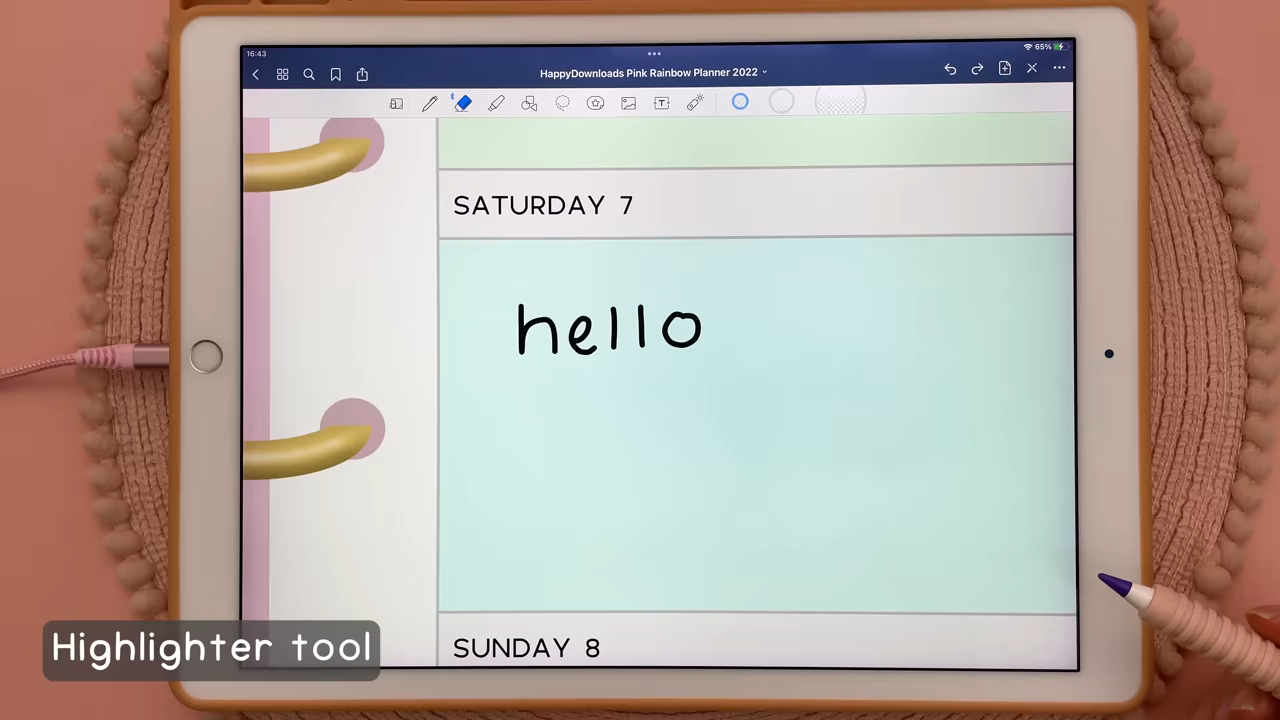 16:43
65%
HappyDownloads Pink Rainbow Planner 2022
T
SATURDAY 7
hello
SUNDAY 8
Highlighter tool